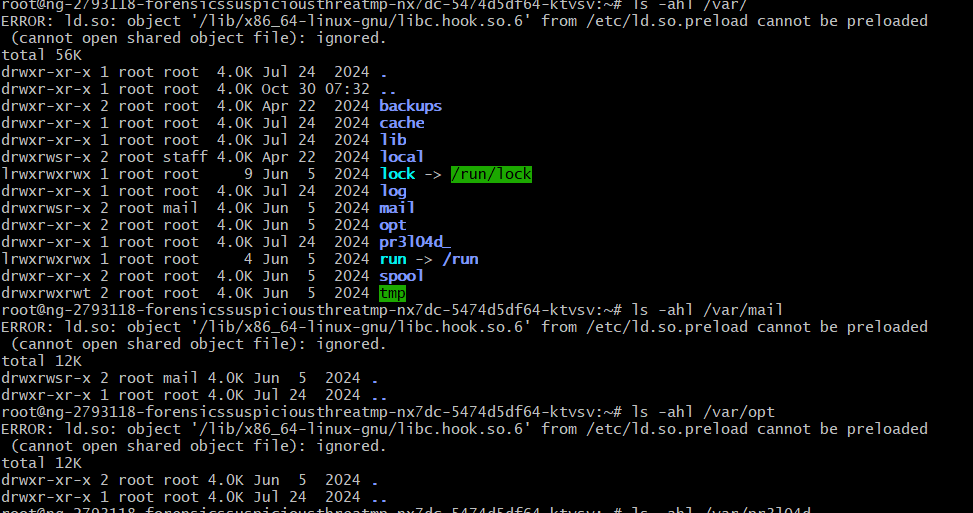 root@ng-2793118-forensicssuspiciousthreatmp-nx7dc-5474d5df64-ktvsv:~# ls -ahl /var/
ERROR: ld.so: object '/lib/x86_64-linux-gnu/libc.hook.so.6' from /etc/ld.so.preload cannot be preloaded
 (cannot open shared object file): ignored.
total 56K
drwxr-xr-x 1 root root  4.0K Jul 24  2024 .
drwxr-xr-x 1 root root  4.0K Oct 30 07:32 ..
drwxr-xr-x 2 root root  4.0K Apr 22  2024 backups
drwxr-xr-x 1 root root  4.0K Jul 24  2024 cache
drwxr-xr-x 1 root root  4.0K Jul 24  2024 lib
drwxrwsr-x 2 root staff 4.0K Apr 22  2024 local
lrwxrwxrwx 1 root root     9 Jun  5  2024 lock -> /run/lock
drwxr-xr-x 1 root root  4.0K Jul 24  2024 log
drwxrwsr-x 2 root mail  4.0K Jun  5  2024 mail
drwxr-xr-x 2 root root  4.0K Jun  5  2024 opt
drwxr-xr-x 1 root root  4.0K Jul 24  2024 pr3l04d_
lrwxrwxrwx 1 root root     4 Jun  5  2024 run -> /run
drwxr-xr-x 2 root root  4.0K Jun  5  2024 spool
drwxrwxrwt 2 root root  4.0K Jun  5  2024 tmp
root@ng-2793118-forensicssuspiciousthreatmp-nx7dc-5474d5df64-ktvsv:~# ls -ahl /var/mail
ERROR: ld.so: object '/lib/x86_64-linux-gnu/libc.hook.so.6' from /etc/ld.so.preload cannot be preloaded
 (cannot open shared object file): ignored.
total 12K
drwxrwsr-x 2 root mail 4.0K Jun  5  2024 .
drwxr-xr-x 1 root root 4.0K Jul 24  2024 ..
root@ng-2793118-forensicssuspiciousthreatmp-nx7dc-5474d5df64-ktvsv:~# ls -ahl /var/opt
ERROR: ld.so: object '/lib/x86_64-linux-gnu/libc.hook.so.6' from /etc/ld.so.preload cannot be preloaded
 (cannot open shared object file): ignored.
total 12K
drwxr-xr-x 2 root root 4.0K Jun  5  2024 .
drwxr-xr-x 1 root root 4.0K Jul 24  2024 ..
root@ng-2793118-forensicssuspiciousthreatmp-nx7dc-5474d5df64-ktvsv:~# ls -ahl /var/pr3l04d_